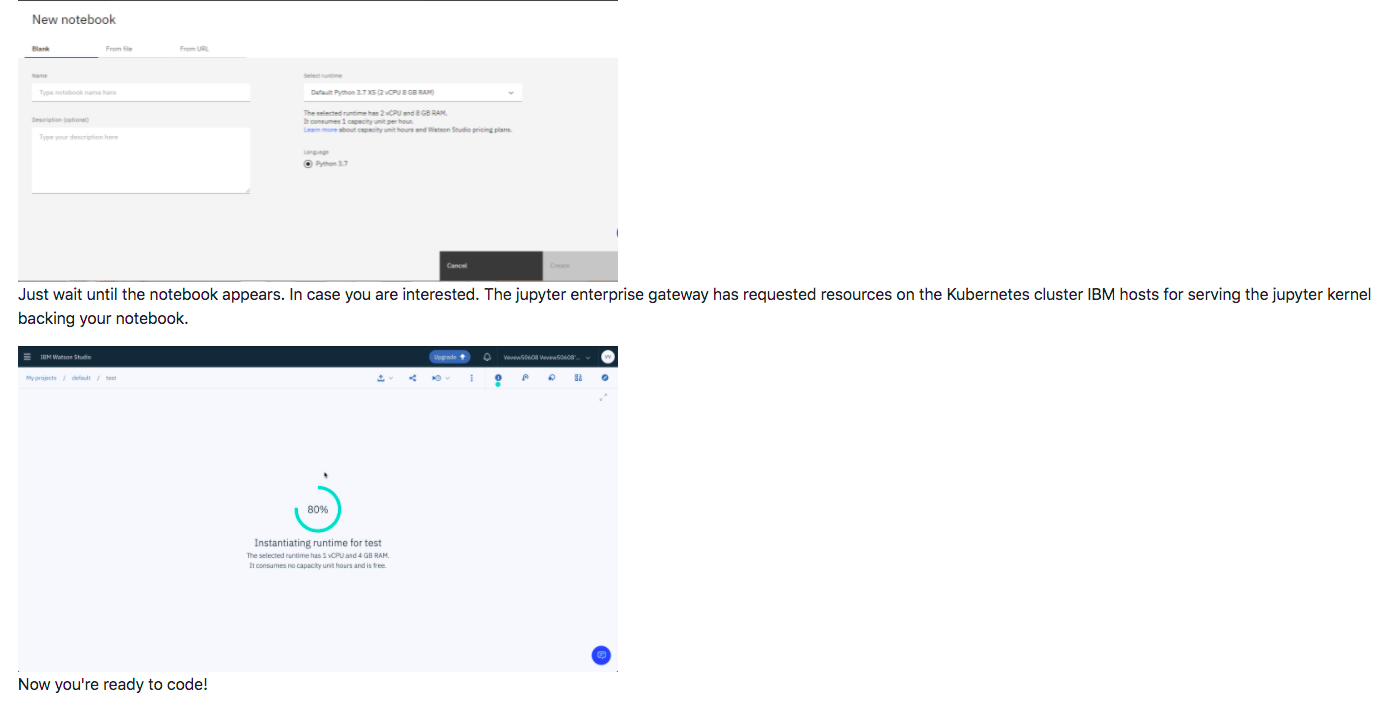 New notebook
Blank From file From URL
Name Select runtime
Type notebook name here Default Python 3.7 XS (2 vCPU 8 GB RAM)
The selected runtime has 2 vCPU and 8 GB RAM.
Description (optional) It consumes 1 capacity unit per hour.
Learn more about capacity unit hours and Watson Studio pricing plans.
Type your description here
Language
Python 3.7
Cancel Create
Just wait until the notebook appears. In case you are interested. The jupyter enterprise gateway has requested resources on the Kubernetes cluster IBM hosts for serving the jupyter kernel
backing your notebook.
IBM Watson Studio Upgrade Vevew50608 Vevew50608'... VV
My projects / default / test
80%
Instantiating runtime for test
The selected runtime has 1 vCPU and 4 GB RAM.
It consumes no capacity unit hours and is free.
Now you're ready to code!